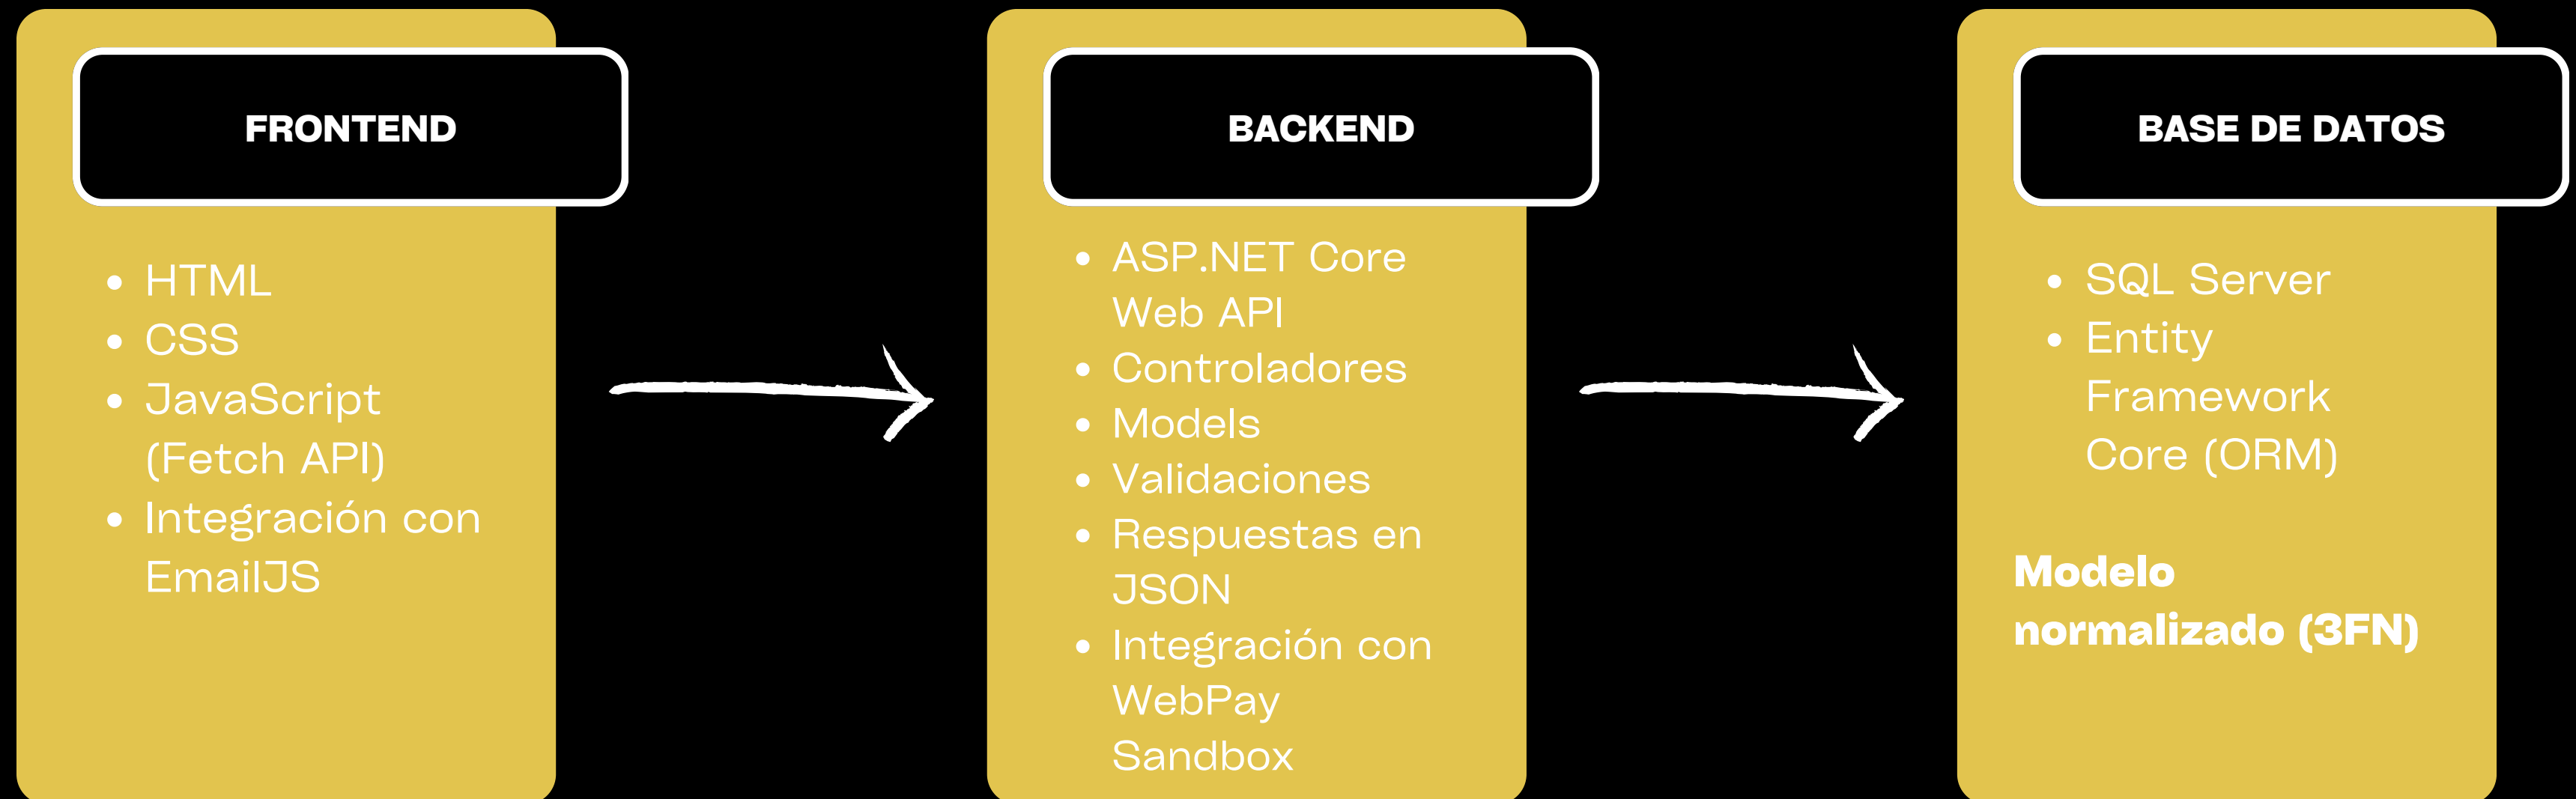 FRONTEND
• HTML
• CSS
• JavaScript
(Fetch API)
• Integración con
EmailJS
BACKEND
• ASP.NET Core
Web API
• Controladores
• Models
• Validaciones
• Respuestas en
JSON
• Integración con
WebPay
Sandbox
BASE DE DATOS
• SQL Server
• Entity
Framework
Core (ORM)
Modelo
normalizado (3FN)